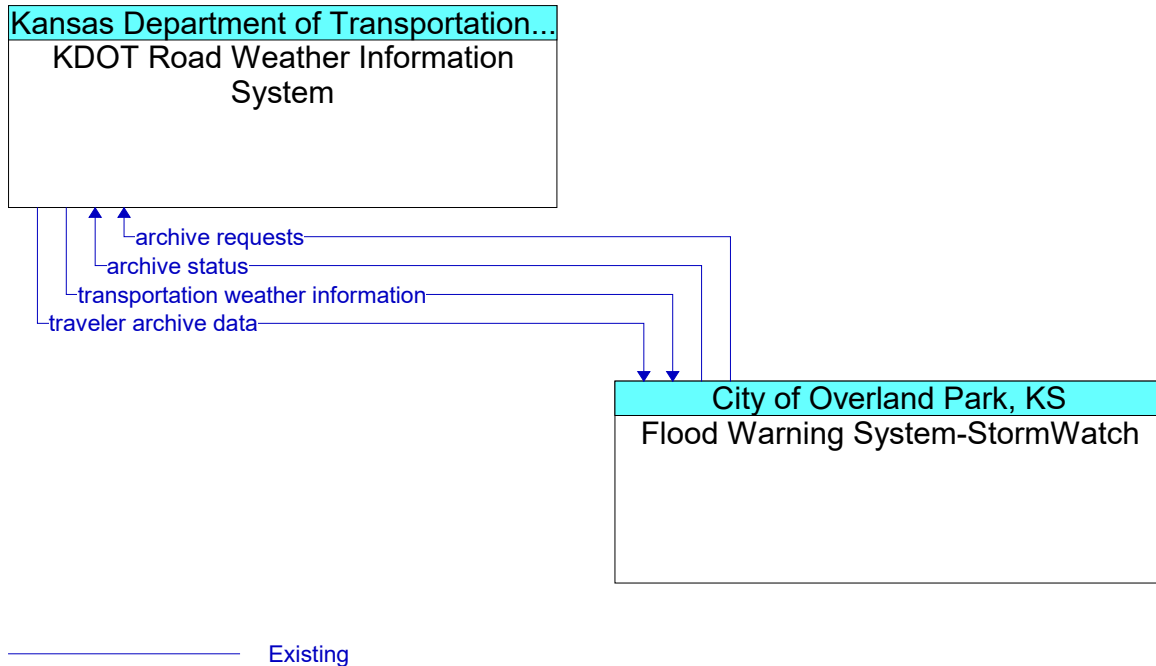 Kansas Department of Transportation...
KDOT Road Weather Information
System
archive requests
archive status
transportation weather information
traveler archive data
City of Overland Park, KS
Flood Warning System-StormWatch
Existing